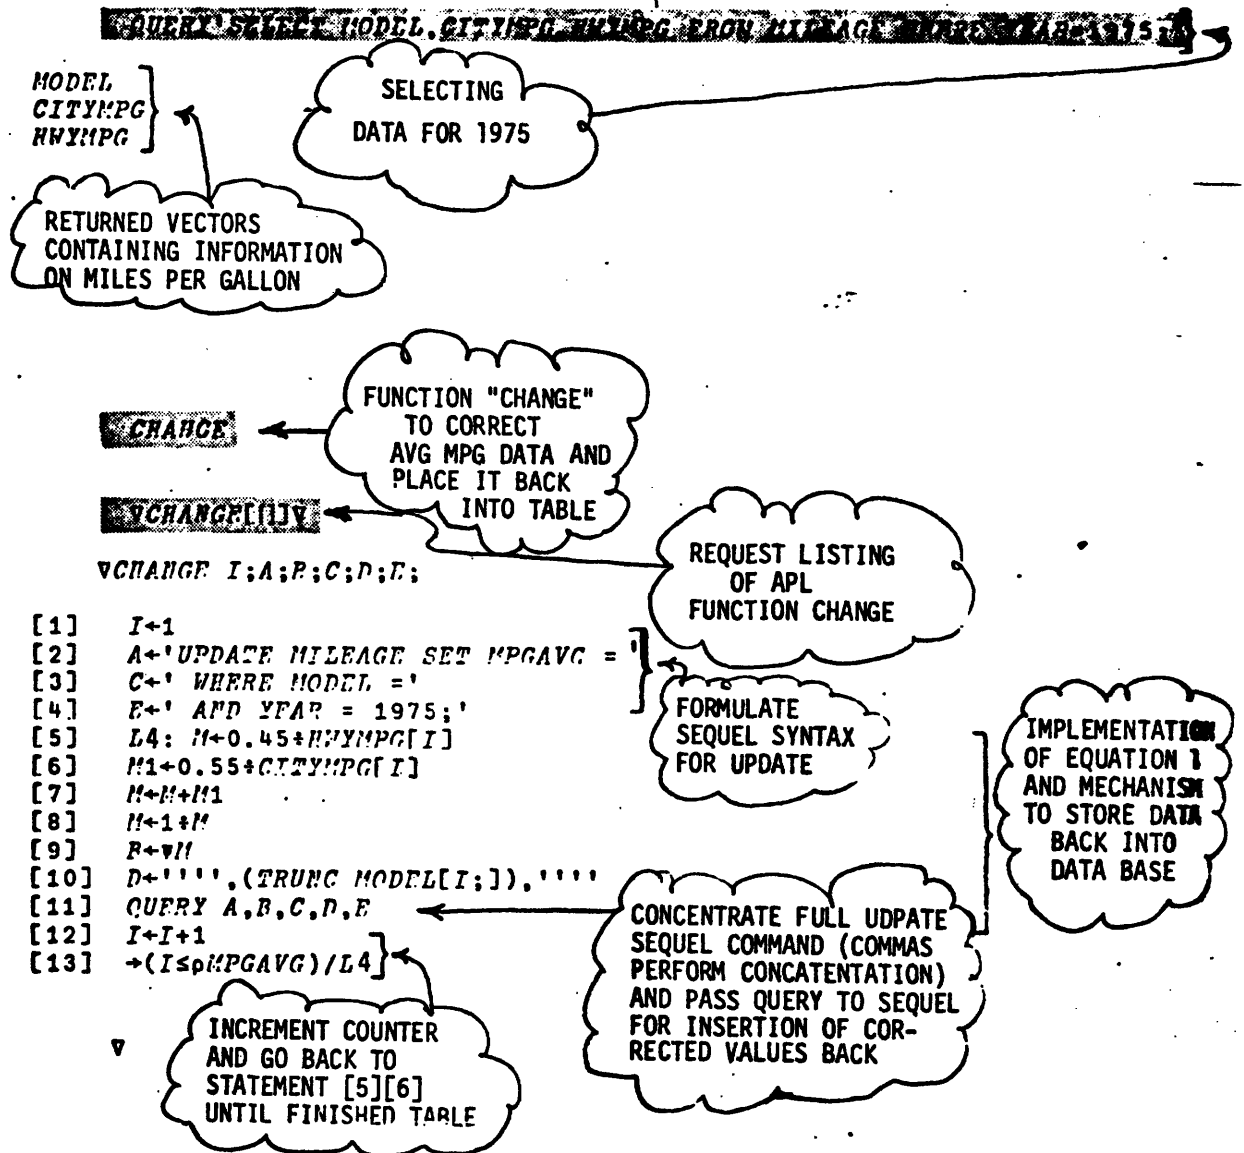 QUERY 'SELECT MODEL,CITYMPG,HWYMPG FROM MILEAGE WHERE YEAR=1975;'
MODEL
CITYMPG
HWYMPG
SELECTING
DATA FOR 1975
RETURNED VECTORS
CONTAINING INFORMATION
ON MILES PER GALLON
CHANGE
FUNCTION "CHANGE"
TO CORRECT
AVG MPG DATA AND
PLACE IT BACK
INTO TABLE
∇CHANGE[⎕]∇
REQUEST LISTING
OF APL
FUNCTION CHANGE
∇CHANGE I;A;B;C;D;E;
[1] I←1
[2] A←'UPDATE MILEAGE SET MPGAVG = '
[3] C←' WHERE MODEL ='
[4] E←' AND YEAR = 1975;'
[5] L4: M←0.45÷HWYMPG[I]
[6] M1←0.55÷CITYMPG[I]
[7] M←M+M1
[8] M←1÷M
[9] B←⍕M
[10] D←'''',(TRUNC MODEL[I;]),''''
[11] QUERY A,B,C,D,E
[12] I←I+1
[13] →(I≤⍴MPGAVG)/L4
∇
FORMULATE
SEQUEL SYNTAX
FOR UPDATE
IMPLEMENTATION
OF EQUATION 1
AND MECHANISM
TO STORE DATA
BACK INTO
DATA BASE
CONCENTRATE FULL UDPATE
SEQUEL COMMAND (COMMAS
PERFORM CONCATENTATION)
AND PASS QUERY TO SEQUEL
FOR INSERTION OF COR-
RECTED VALUES BACK
INCREMENT COUNTER
AND GO BACK TO
STATEMENT [5][6]
UNTIL FINISHED TABLE